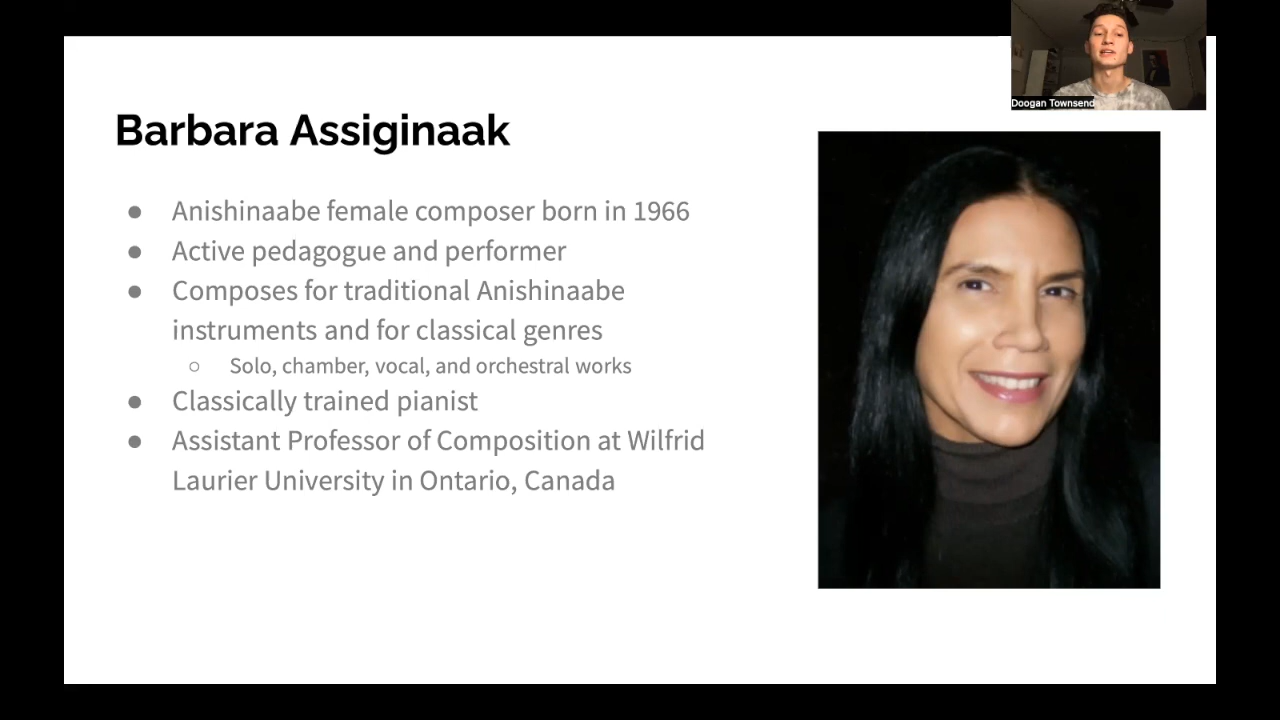 Doogan Townsend
Barbara Assiginaak
● Anishinaabe female composer born in 1966
● Active pedagogue and performer
● Composes for traditional Anishinaabe
instruments and for classical genres
○ Solo, chamber, vocal, and orchestral works
● Classically trained pianist
● Assistant Professor of Composition at Wilfrid
Laurier University in Ontario, Canada